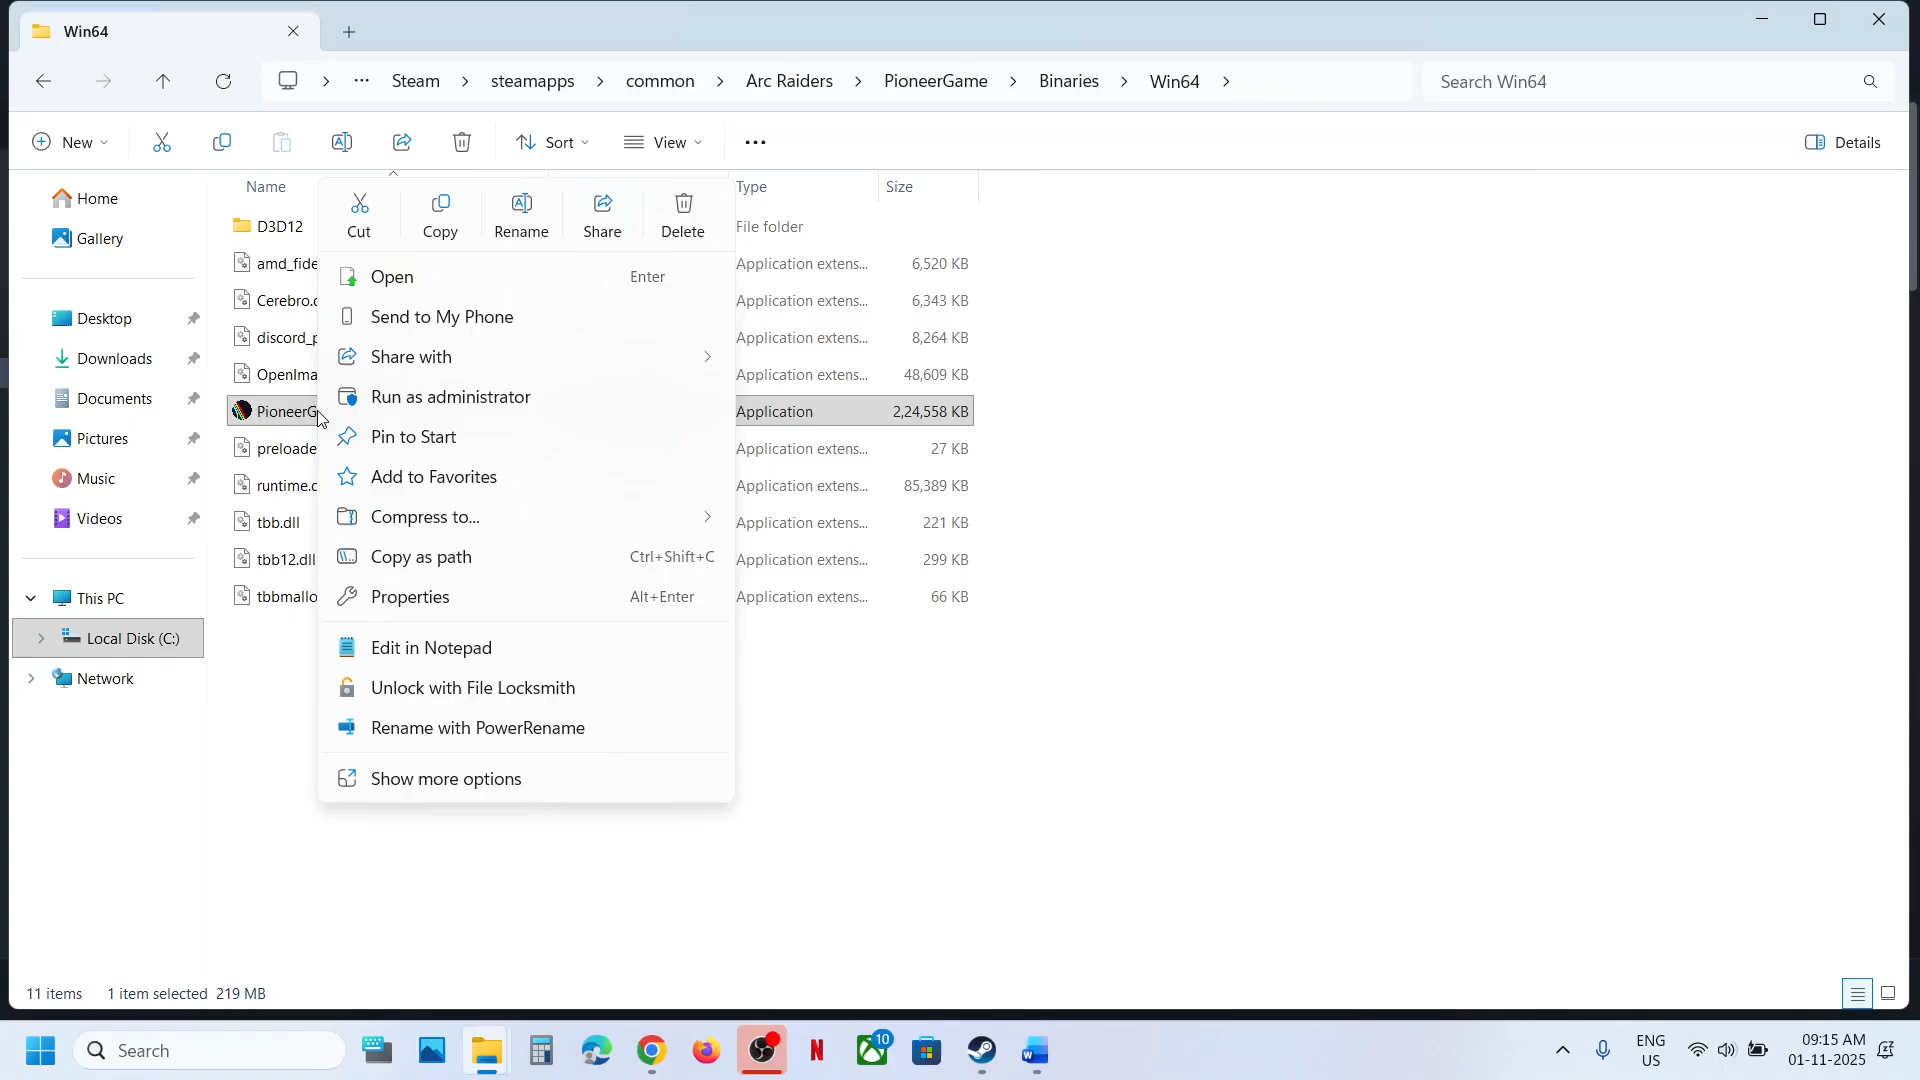 Win64
Steam
steamapps
common
Arc Raiders
PioneerGame
Binaries
Win64
Search Win64
New
Sort
View
Details
Home
Gallery
Desktop
Downloads
Documents
Pictures
Music
Videos
This PC
Local Disk (C:)
Network
Name
Type
Size
D3D12
File folder
amd_fide
Application extens...
6,520 KB
Cerebro.
Application extens...
6,343 KB
discord_
Application extens...
8,264 KB
OpenIma
Application extens...
48,609 KB
PioneerG
Application
2,24,558 KB
preloade
Application extens...
27 KB
runtime.
Application extens...
85,389 KB
tbb.dll
Application extens...
221 KB
tbb12.dll
Application extens...
299 KB
tbbmallo
Application extens...
66 KB
Cut
Copy
Rename
Share
Delete
Open Enter
Send to My Phone
Share with
Run as administrator
Pin to Start
Add to Favorites
Compress to...
Copy as path Ctrl+Shift+C
Properties Alt+Enter
Edit in Notepad
Unlock with File Locksmith
Rename with PowerRename
Show more options
11 items 1 item selected 219 MB
Search
10
ENG
US
09:15 AM
01-11-2025